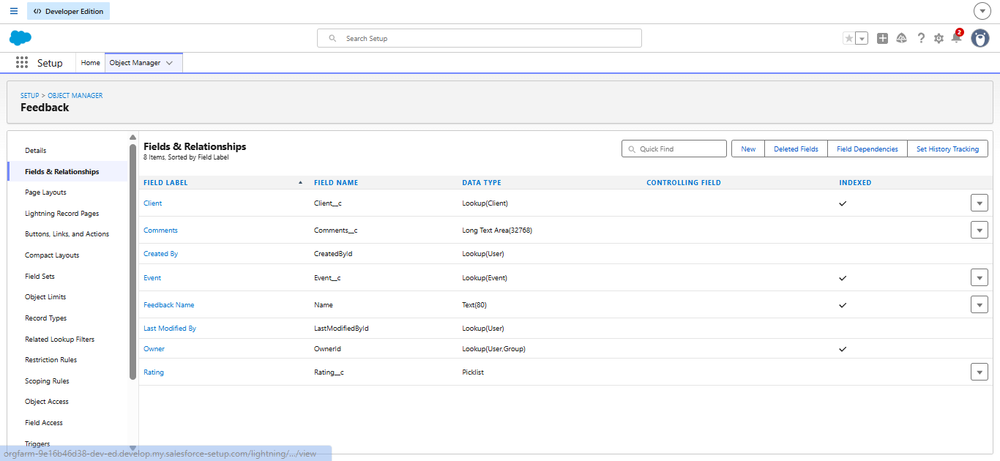 Developer Edition
Search Setup
2
Setup
Home
Object Manager
SETUP > OBJECT MANAGER
Feedback
Details
Fields & Relationships
Page Layouts
Lightning Record Pages
Buttons, Links, and Actions
Compact Layouts
Field Sets
Object Limits
Record Types
Related Lookup Filters
Restriction Rules
Scoping Rules
Object Access
Field Access
Triggers
Fields & Relationships
8 Items, Sorted by Field Label
Quick Find
New
Deleted Fields
Field Dependencies
Set History Tracking
FIELD LABEL FIELD NAME DATA TYPE CONTROLLING FIELD INDEXED
Client Client__c Lookup(Client)
Comments Comments__c Long Text Area(32768)
Created By CreatedById Lookup(User)
Event Event__c Lookup(Event)
Feedback Name Name Text(80)
Last Modified By LastModifiedById Lookup(User)
Owner OwnerId Lookup(User,Group)
Rating Rating__c Picklist
orgfarm-9e16b46d38-dev-ed.develop.my.salesforce-setup.com/lightning/.../view